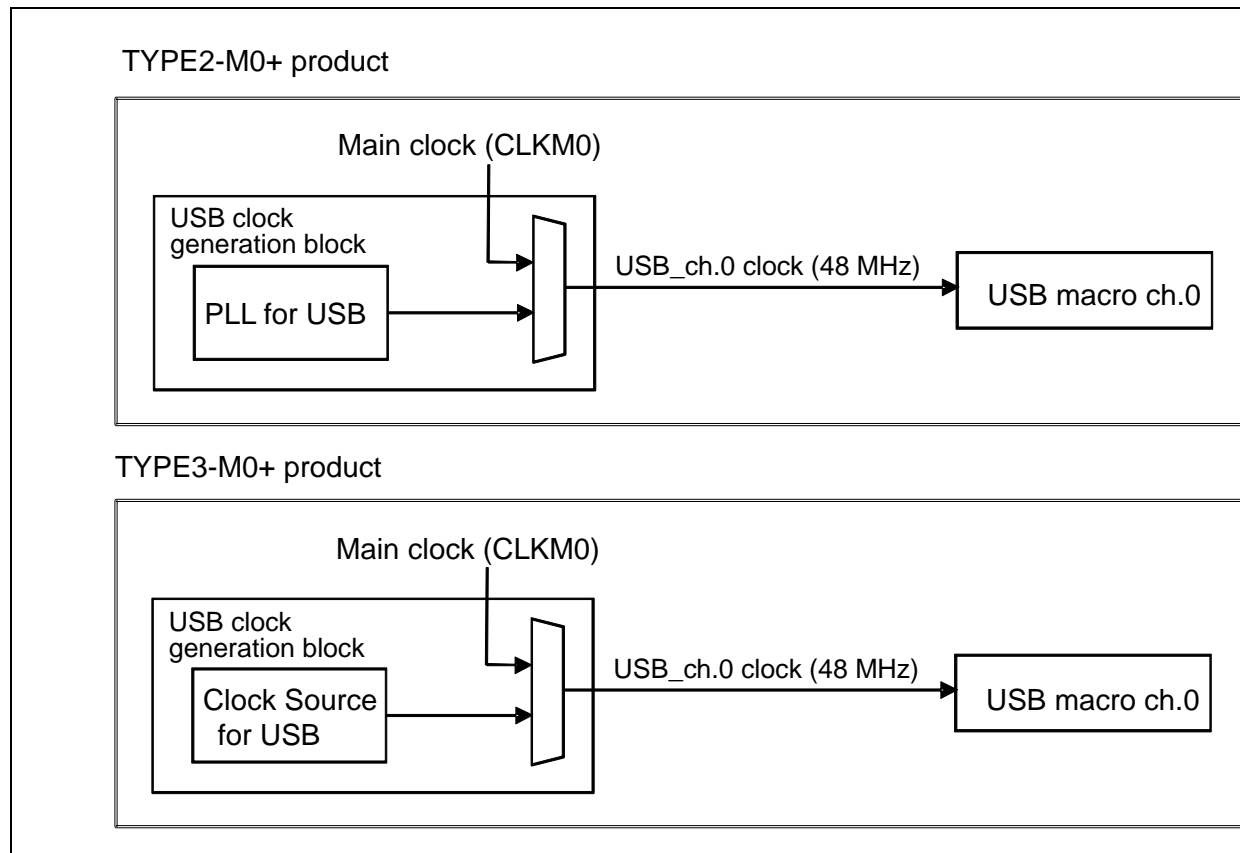 TYPE2-M0+ product
Main clock (CLKM0)
USB clock
generation block
PLL for USB
USB_ch.0 clock (48 MHz)
USB macro ch.0
TYPE3-M0+ product
Main clock (CLKM0)
USB clock
generation block
Clock Source
for USB
USB_ch.0 clock (48 MHz)
USB macro ch.0